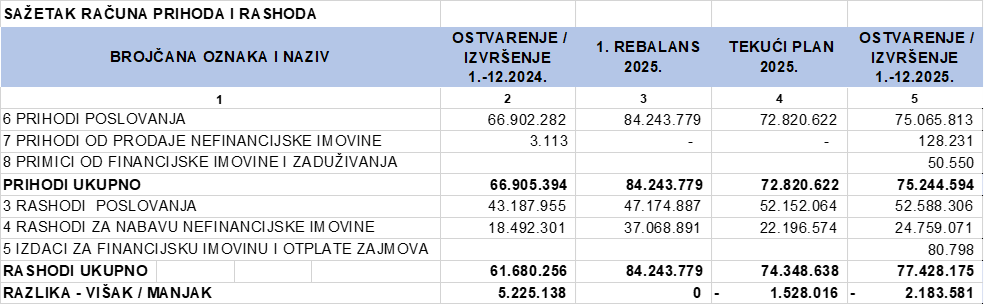 SAŽETAK RAČUNA PRIHODA I RASHODA
BROJČANA OZNAKA I NAZIV | OSTVARENJE / IZVRŠENJE 1.-12.2024. | 1. REBALANS 2025. | TEKUĆI PLAN 2025. | OSTVARENJE / IZVRŠENJE 1.-12.2025.
1 | 2 | 3 | 4 | 5
6 PRIHODI POSLOVANJA | 66.902.282 | 84.243.779 | 72.820.622 | 75.065.813
7 PRIHODI OD PRODAJE NEFINANCIJSKE IMOVINE | 3.113 | - | - | 128.231
8 PRIMICI OD FINANCIJSKE IMOVINE I ZADUŽIVANJA | | | | 50.550
PRIHODI UKUPNO | 66.905.394 | 84.243.779 | 72.820.622 | 75.244.594
3 RASHODI POSLOVANJA | 43.187.955 | 47.174.887 | 52.152.064 | 52.588.306
4 RASHODI ZA NABAVU NEFINANCIJSKE IMOVINE | 18.492.301 | 37.068.891 | 22.196.574 | 24.759.071
5 IZDACI ZA FINANCIJSKU IMOVINU I OTPLATE ZAJMOVA | | | | 80.798
RASHODI UKUPNO | 61.680.256 | 84.243.779 | 74.348.638 | 77.428.175
RAZLIKA - VIŠAK / MANJAK | 5.225.138 | 0 | - 1.528.016 | - 2.183.581